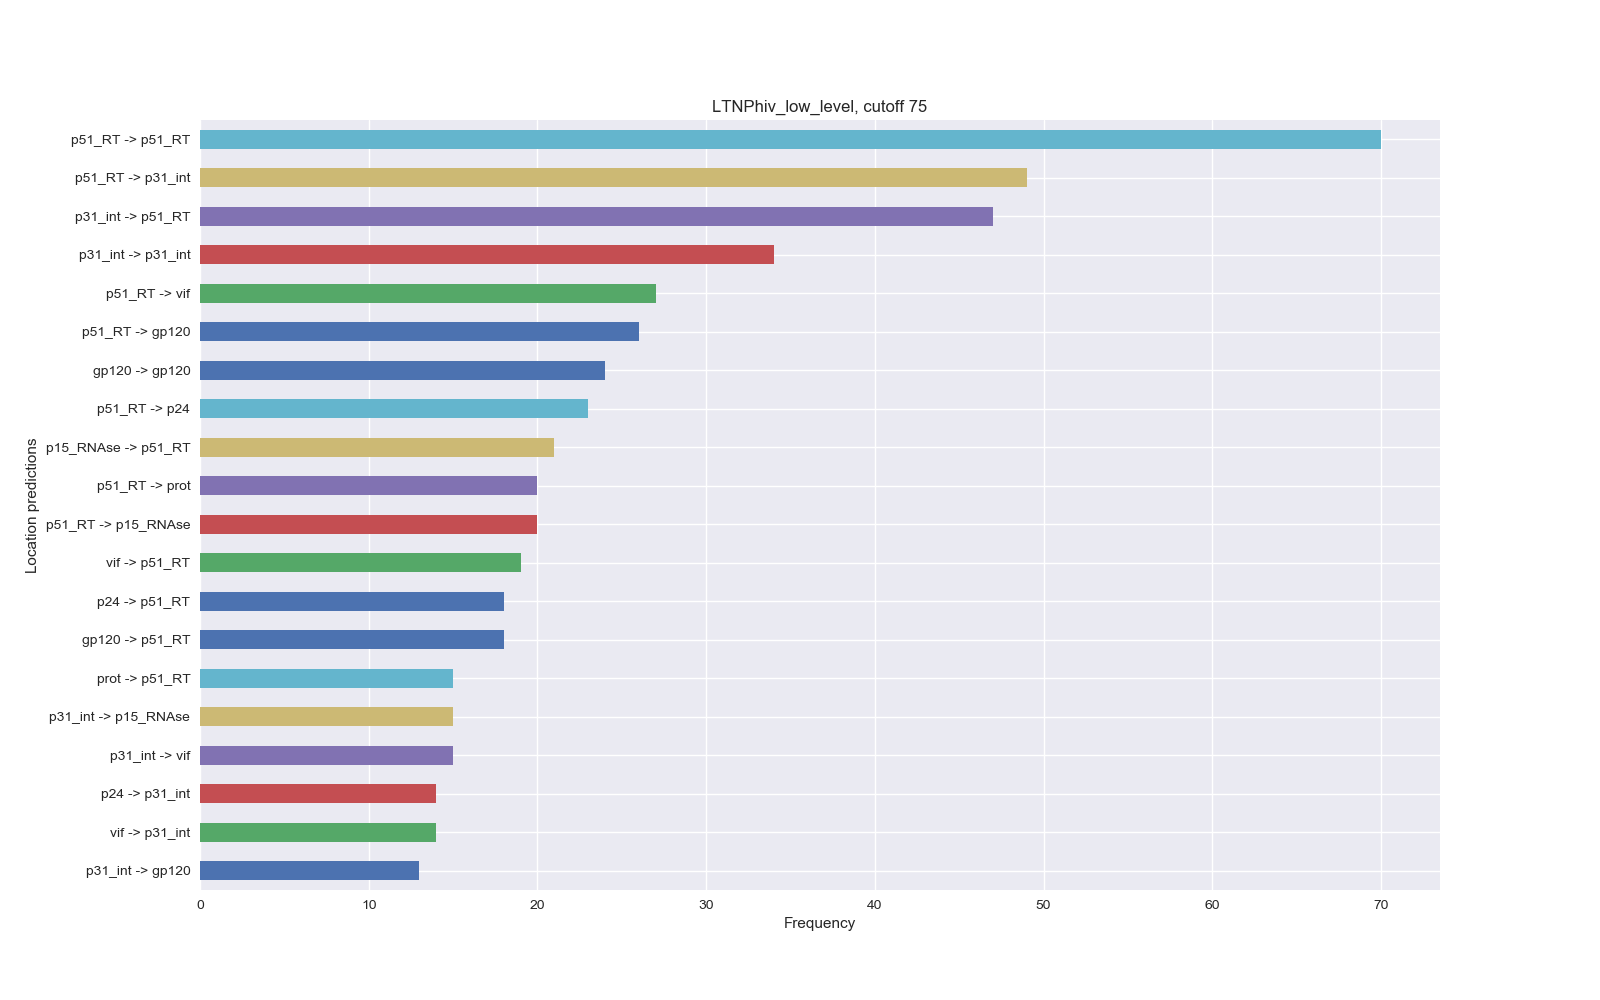 LTNPhiv_low_level, cutoff 75
p51_RT -> p51_RT
p51_RT -> p31_int
p31_int -> p51_RT
p31_int -> p31_int
p51_RT -> vif
p51_RT -> gp120
gp120 -> gp120
p51_RT -> p24
p15_RNAse -> p51_RT
p51_RT -> prot
p51_RT -> p15_RNAse
vif -> p51_RT
p24 -> p51_RT
gp120 -> p51_RT
prot -> p51_RT
p31_int -> p15_RNAse
p31_int -> vif
p24 -> p31_int
vif -> p31_int
p31_int -> gp120
Location predictions
0 10 20 30 40 50 60 70
Frequency